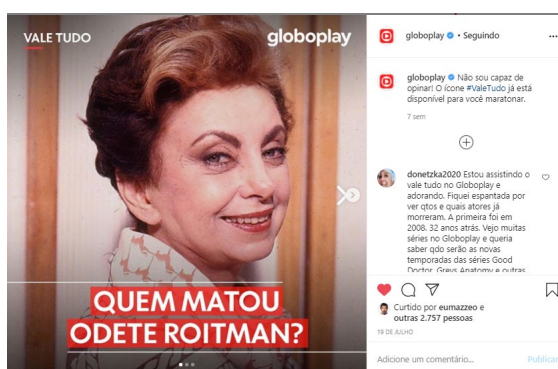 VALE TUDO
globoplay
QUEM MATOU
ODETE ROITMAN?
globoplay • Seguindo
globoplay Não sou capaz de
opinar! O ícone #ValeTudo já está
disponível para você maratonar.
7 sem
donetzka2020 Estou assistindo o
vale tudo no Globoplay e
adorando. Fiquei espantada por
ver qtos e quais atores já
morreram. A primeira foi em
2008. 32 anos atrás. Vejo muitas
séries no Globoplay e queria
saber qdo serão as novas
temporadas das séries Good
Doctor, Greys Anatomy e outras
Curtido por eumazzeo e
outras 2.757 pessoas
19 DE JULHO
Adicione um comentário...
Publicar